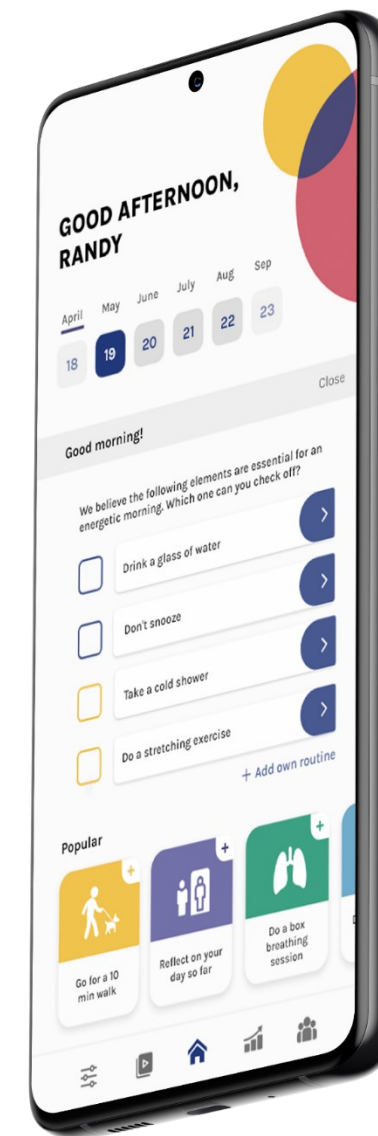 GOOD AFTERNOON,
RANDY
April May June July Aug Sep
18 19 20 21 22 23
Good morning!
Close
We believe the following elements are essential for an
energetic morning. Which one can you check off?
Drink a glass of water
Don't snooze
Take a cold shower
Do a stretching exercise
+ Add own routine
Popular
Go for a 10
min walk
Reflect on your
day so far
Do a box
breathing
session